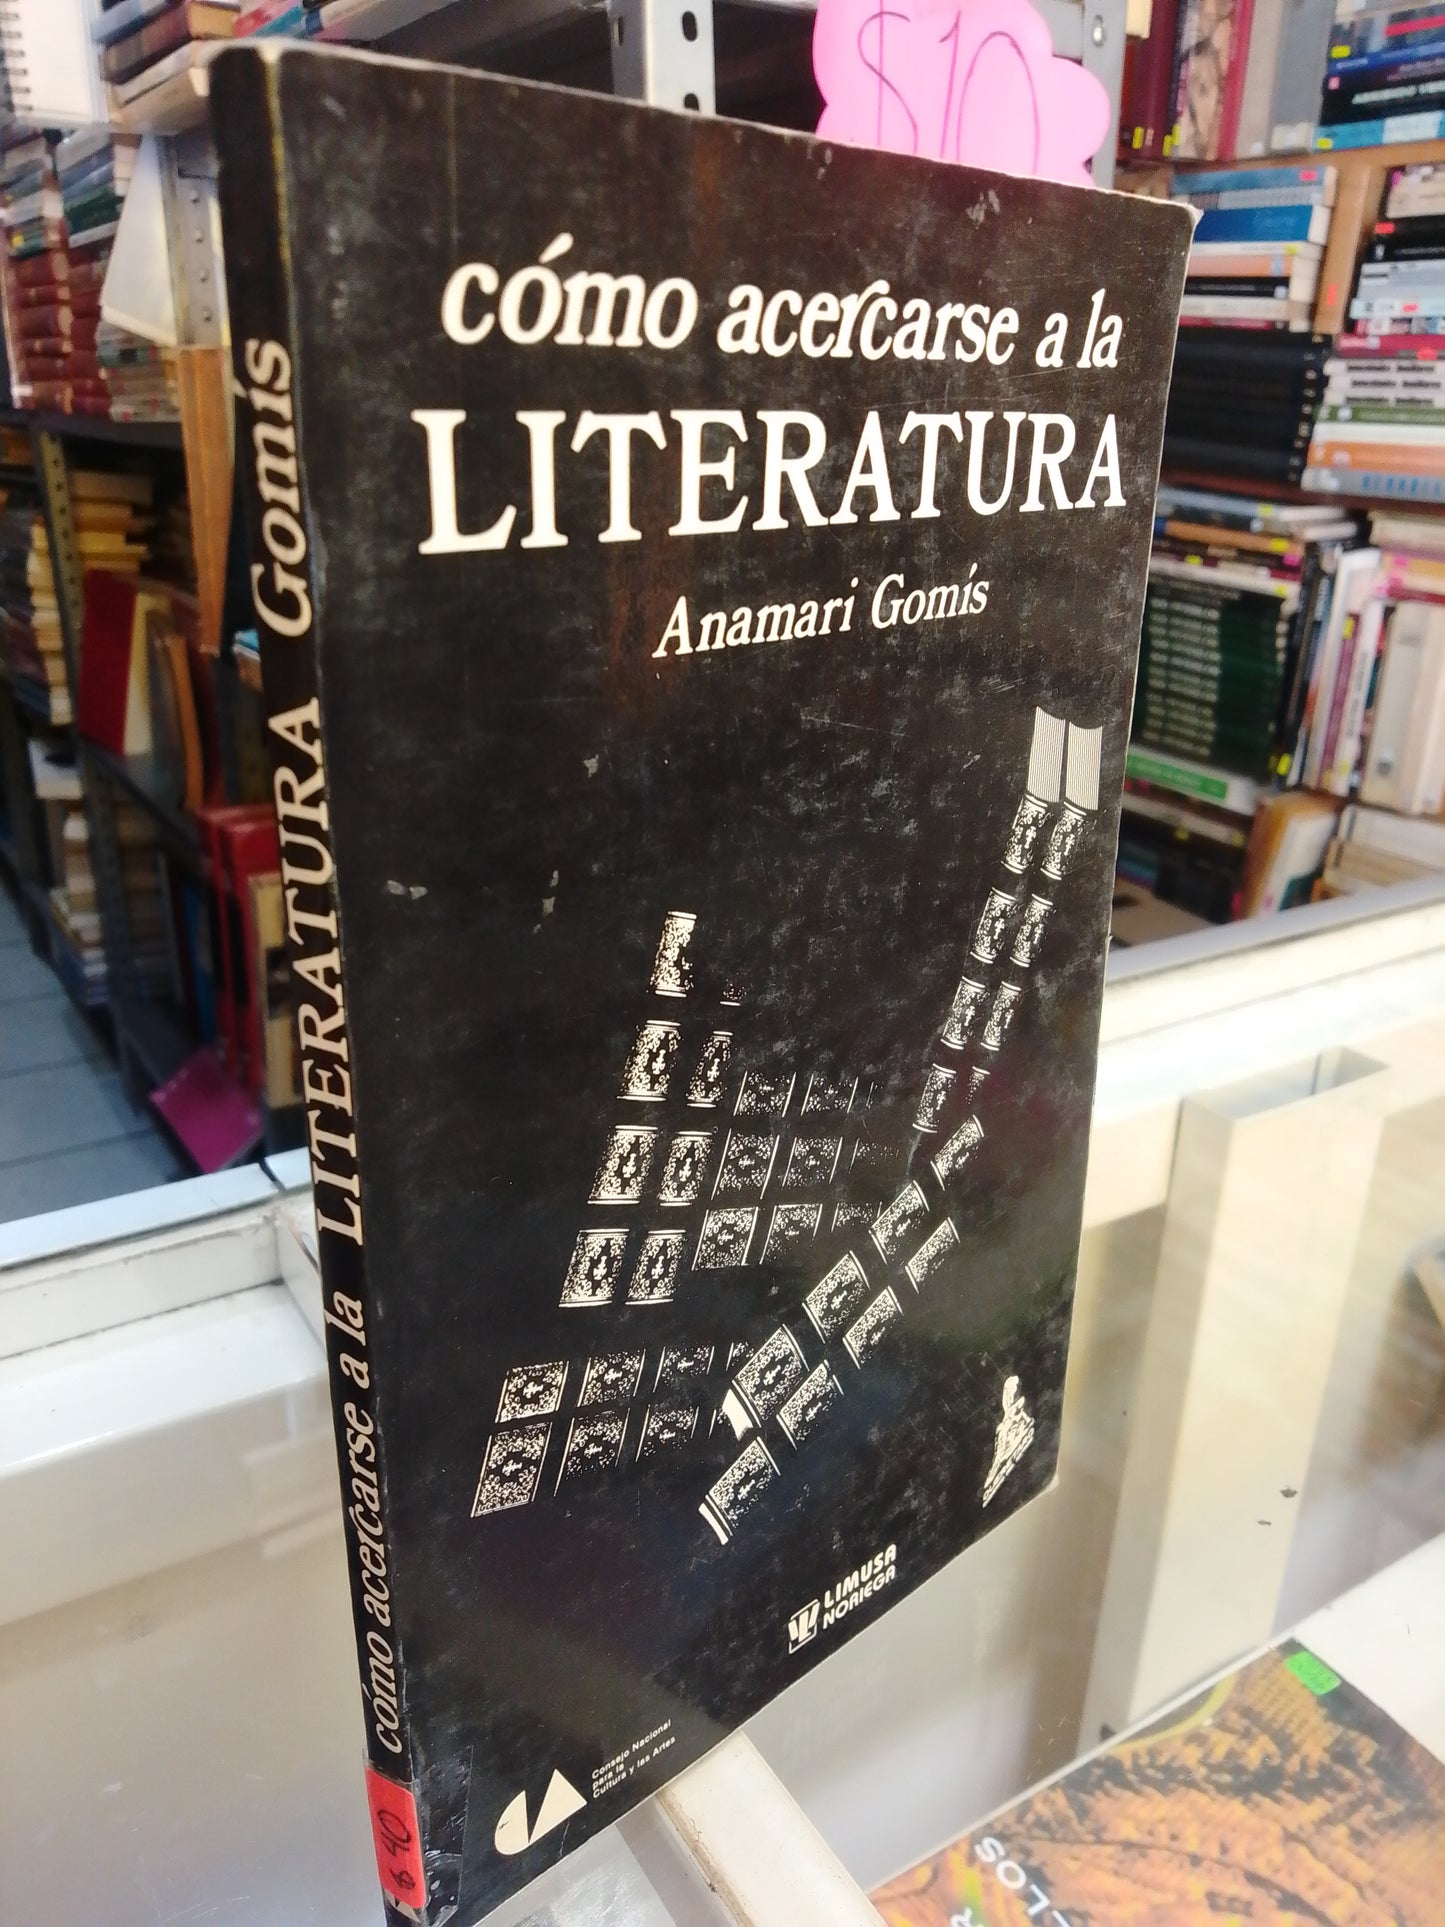 $10
cómo acercarse a la
LITERATURA
Anamari Gomís
LIMUSA
NORIEGA
Consejo Nacional
para la
Cultura y las Artes
cómo acercarse a la LITERATURA Gomís
$ 40